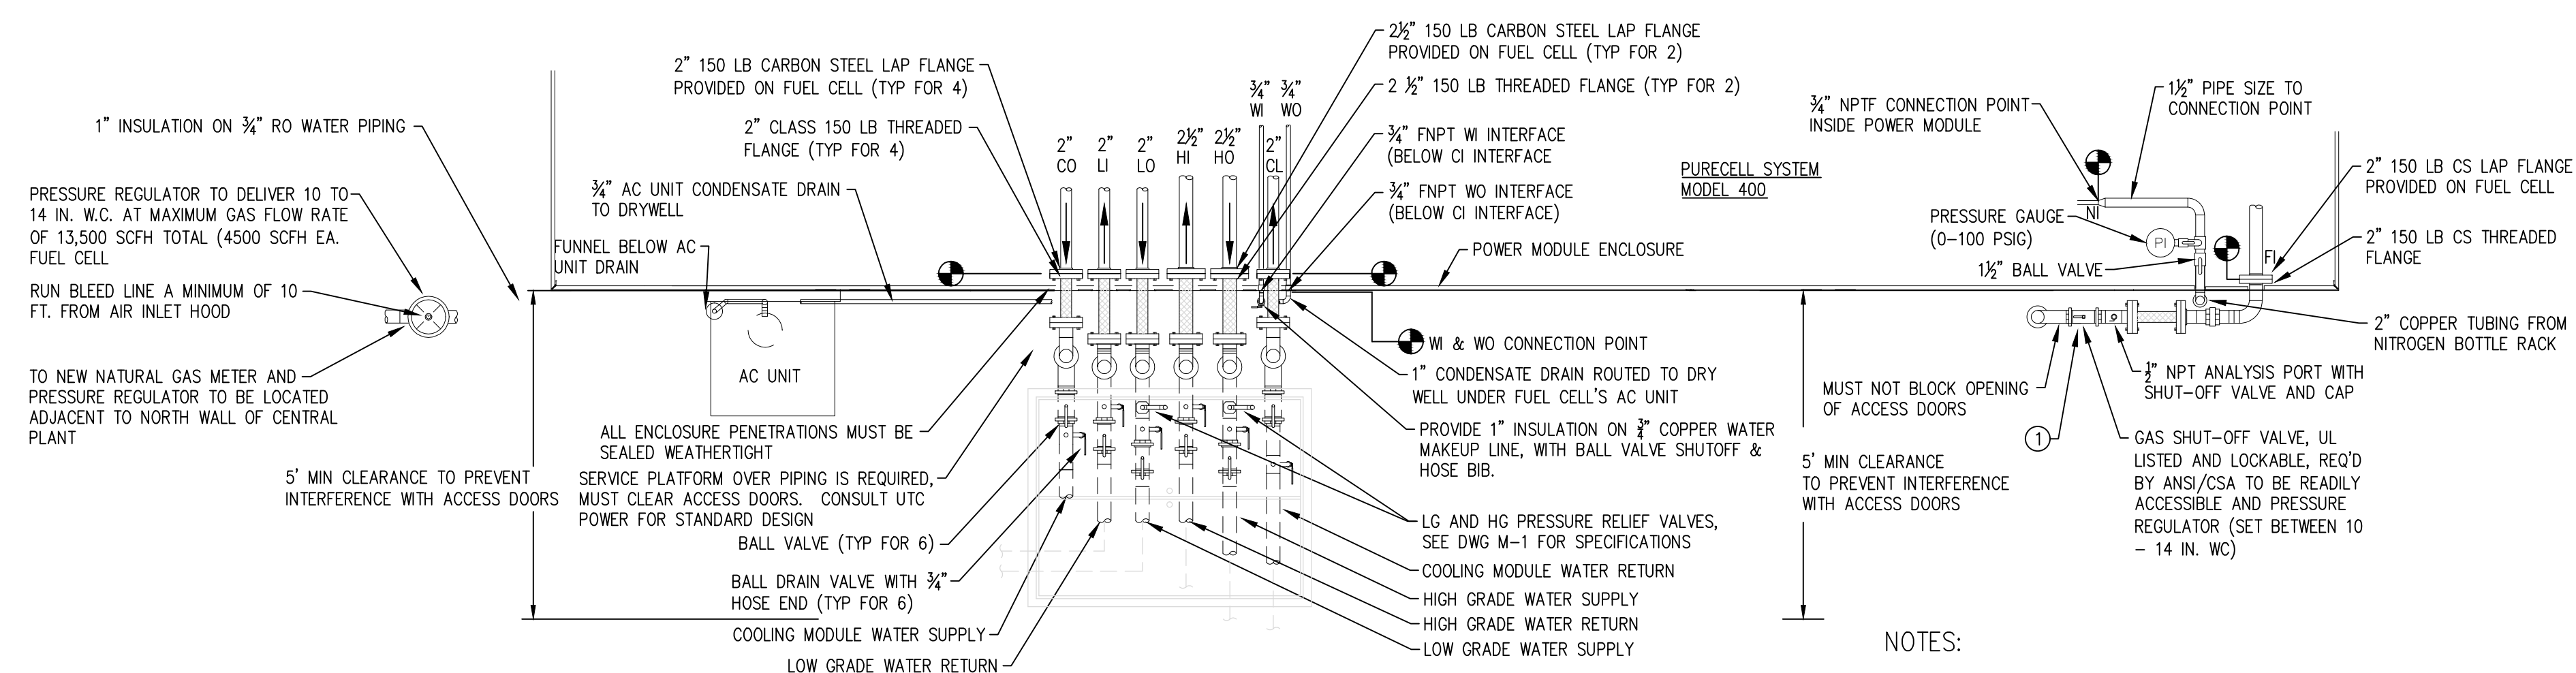 1" INSULATION ON ¾" RO WATER PIPING
PRESSURE REGULATOR TO DELIVER 10 TO
14 IN. W.C. AT MAXIMUM GAS FLOW RATE
OF 13,500 SCFH TOTAL (4500 SCFH EA.
FUEL CELL
RUN BLEED LINE A MINIMUM OF 10
FT. FROM AIR INLET HOOD
TO NEW NATURAL GAS METER AND
PRESSURE REGULATOR TO BE LOCATED
ADJACENT TO NORTH WALL OF CENTRAL
PLANT
5' MIN CLEARANCE TO PREVENT
INTERFERENCE WITH ACCESS DOORS
2" 150 LB CARBON STEEL LAP FLANGE
PROVIDED ON FUEL CELL (TYP FOR 4)
2" CLASS 150 LB THREADED
FLANGE (TYP FOR 4)
¾" AC UNIT CONDENSATE DRAIN
TO DRYWELL
FUNNEL BELOW AC
UNIT DRAIN
AC UNIT
ALL ENCLOSURE PENETRATIONS MUST BE
SEALED WEATHERTIGHT
SERVICE PLATFORM OVER PIPING IS REQUIRED,
MUST CLEAR ACCESS DOORS. CONSULT UTC
POWER FOR STANDARD DESIGN
BALL VALVE (TYP FOR 6)
BALL DRAIN VALVE WITH ¾"
HOSE END (TYP FOR 6)
COOLING MODULE WATER SUPPLY
LOW GRADE WATER RETURN
2"
CO
2"
LI
2"
LO
2½"
HI
2½"
HO
¾"
WI
¾"
WO
2"
CL
2½" 150 LB CARBON STEEL LAP FLANGE
PROVIDED ON FUEL CELL (TYP FOR 2)
2 ½" 150 LB THREADED FLANGE (TYP FOR 2)
¾" FNPT WI INTERFACE
(BELOW CI INTERFACE
¾" FNPT WO INTERFACE
(BELOW CI INTERFACE)
POWER MODULE ENCLOSURE
WI & WO CONNECTION POINT
1" CONDENSATE DRAIN ROUTED TO DRY
WELL UNDER FUEL CELL'S AC UNIT
PROVIDE 1" INSULATION ON ¾" COPPER WATER
MAKEUP LINE, WITH BALL VALVE SHUTOFF &
HOSE BIB.
LG AND HG PRESSURE RELIEF VALVES,
SEE DWG M-1 FOR SPECIFICATIONS
COOLING MODULE WATER RETURN
HIGH GRADE WATER SUPPLY
HIGH GRADE WATER RETURN
LOW GRADE WATER SUPPLY
PURECELL SYSTEM
MODEL 400
¾" NPTF CONNECTION POINT
INSIDE POWER MODULE
1½" PIPE SIZE TO
CONNECTION POINT
NI
PRESSURE GAUGE
(0-100 PSIG)
PI
1½" BALL VALVE
FI
2" 150 LB CS LAP FLANGE
PROVIDED ON FUEL CELL
2" 150 LB CS THREADED
FLANGE
2" COPPER TUBING FROM
NITROGEN BOTTLE RACK
½" NPT ANALYSIS PORT WITH
SHUT-OFF VALVE AND CAP
MUST NOT BLOCK OPENING
OF ACCESS DOORS
1
GAS SHUT-OFF VALVE, UL
LISTED AND LOCKABLE, REQ'D
BY ANSI/CSA TO BE READILY
ACCESSIBLE AND PRESSURE
REGULATOR (SET BETWEEN 10
- 14 IN. WC)
5' MIN CLEARANCE
TO PREVENT INTERFERENCE
WITH ACCESS DOORS
NOTES: